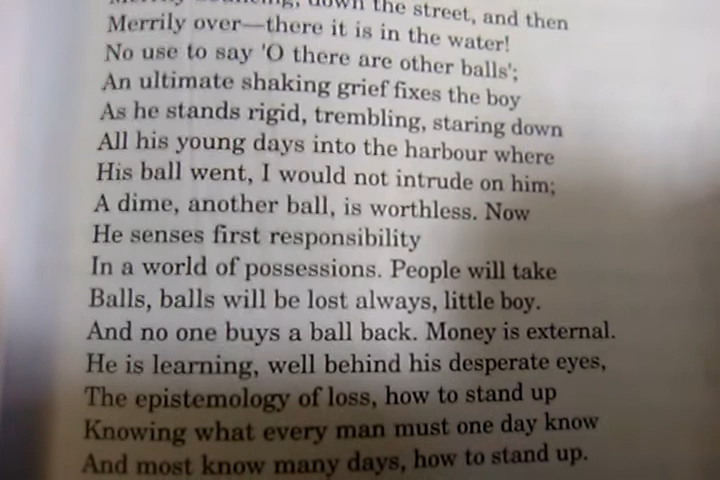 down the street, and then
Merrily over—there it is in the water!
No use to say 'O there are other balls';
An ultimate shaking grief fixes the boy
As he stands rigid, trembling, staring down
All his young days into the harbour where
His ball went, I would not intrude on him;
A dime, another ball, is worthless. Now
He senses first responsibility
In a world of possessions. People will take
Balls, balls will be lost always, little boy.
And no one buys a ball back. Money is external.
He is learning, well behind his desperate eyes,
The epistemology of loss, how to stand up
Knowing what every man must one day know
And most know many days, how to stand up.